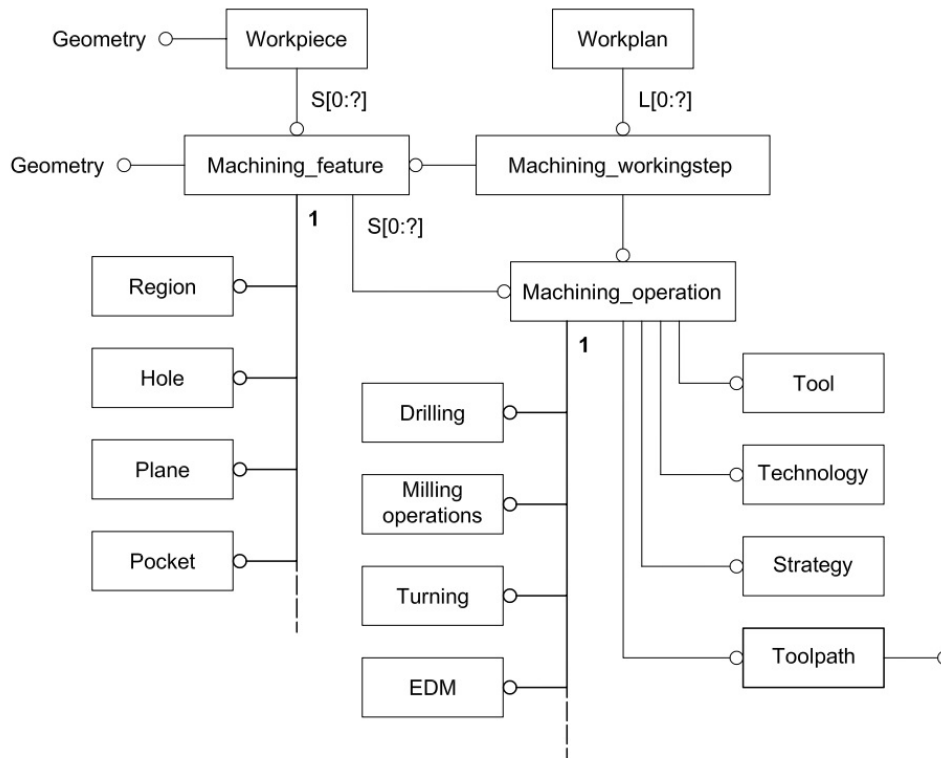 Geometry
Workpiece
Workplan
S[0:?]
L[0:?]
Geometry
Machining_feature
Machining_workingstep
1
S[0:?]
Region
Machining_operation
1
Hole
Tool
Drilling
Plane
Technology
Milling
operations
Pocket
Strategy
Turning
Toolpath
EDM